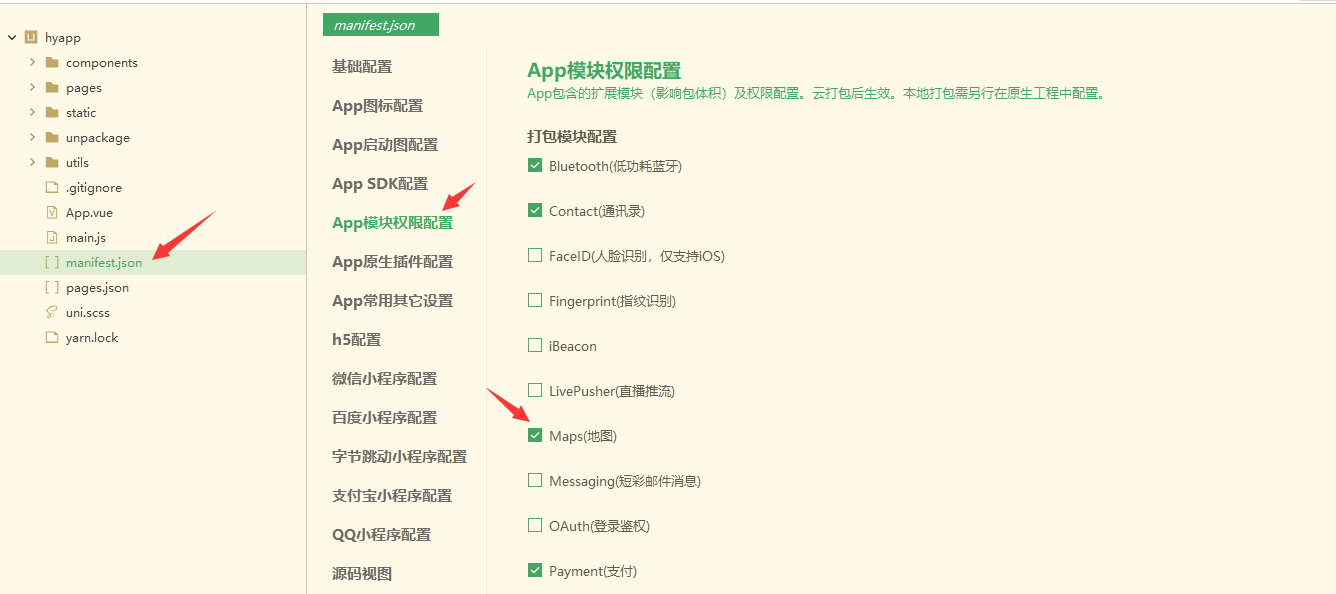 hyapp
components
pages
static
unpackage
utils
.gitignore
App.vue
main.js
manifest.json
pages.json
uni.scss
yarn.lock
manifest.json
基础配置
App图标配置
App启动图配置
App SDK配置
App模块权限配置
App原生插件配置
App常用其它设置
h5配置
微信小程序配置
百度小程序配置
字节跳动小程序配置
支付宝小程序配置
QQ小程序配置
源码视图
App模块权限配置
App包含的扩展模块（影响包体积）及权限配置。云打包后生效。本地打包需另行在原生工程中配置。
打包模块配置
Bluetooth(低功耗蓝牙)
Contact(通讯录)
FaceID(人脸识别，仅支持iOS)
Fingerprint(指纹识别)
iBeacon
LivePusher(直播推流)
Maps(地图)
Messaging(短彩邮件消息)
OAuth(登录鉴权)
Payment(支付)